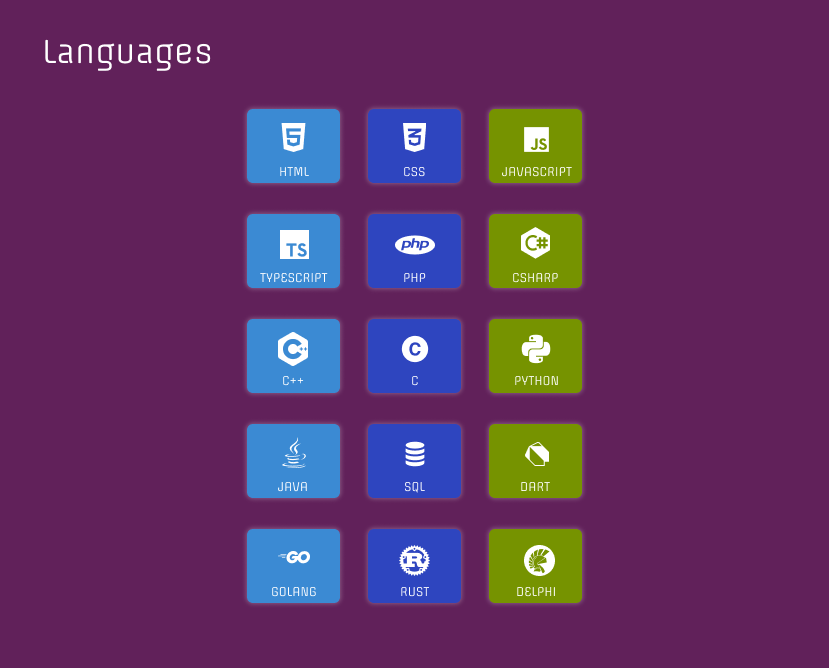 Languages
5
3
JS
HTML
CSS
JAVASCRIPT
TS
php
C#
TYPESCRIPT
PHP
CSHARP
C++
C
C++
C
PYTHON
JAVA
SQL
DART
GO
R
GOLANG
RUST
DELPHI